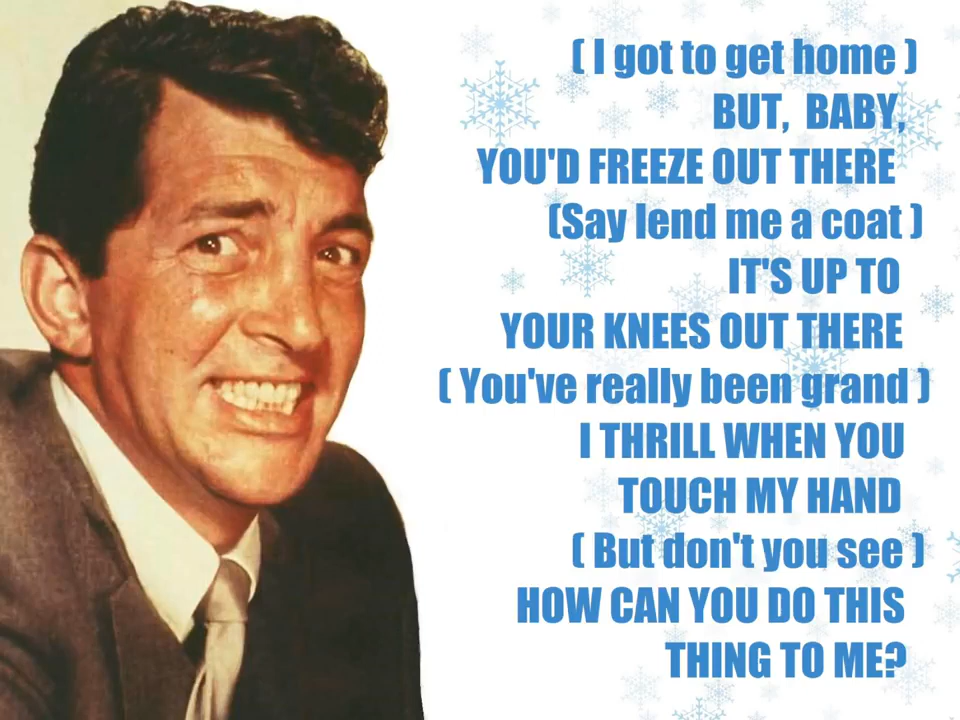 ( I got to get home )
BUT, BABY,
YOU'D FREEZE OUT THERE
(Say lend me a coat )
IT'S UP TO
YOUR KNEES OUT THERE
( You've really been grand )
I THRILL WHEN YOU
TOUCH MY HAND
( But don't you see )
HOW CAN YOU DO THIS
THING TO ME?